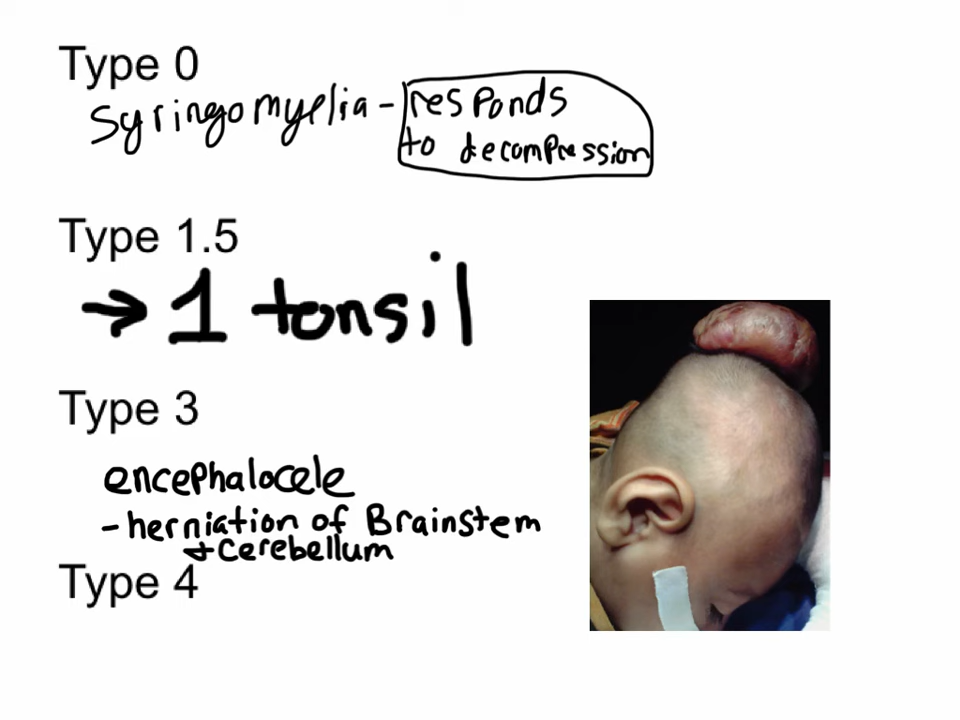 Type 0
syringomyelia - responds
to decompression
Type 1.5
→ 1 tonsil
Type 3
encephalocele
- herniation of Brainstem
+ cerebellum
Type 4